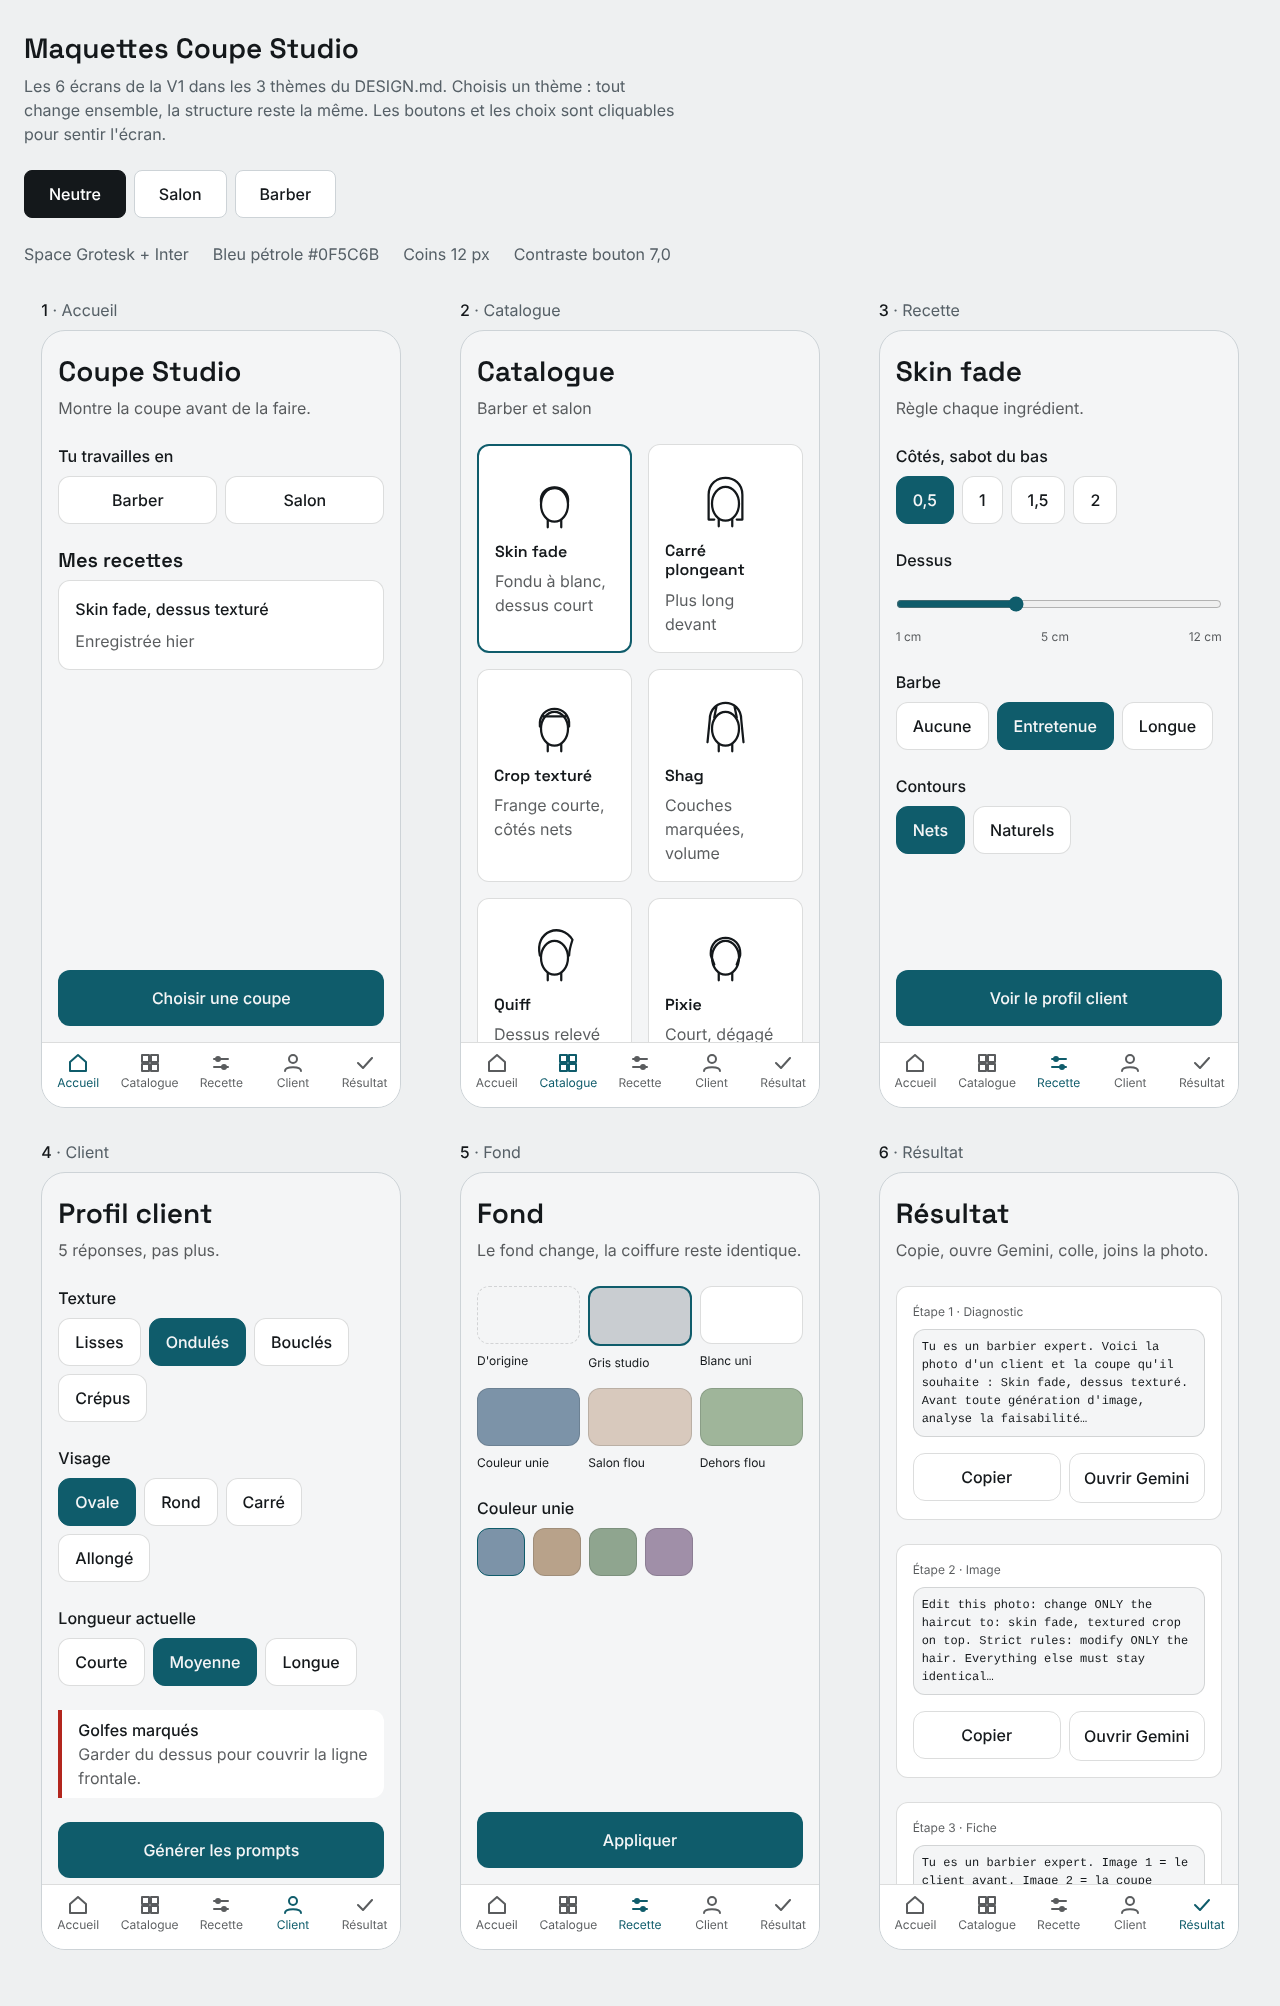 Maquettes Coupe Studio
Les 6 écrans de la V1 dans les 3 thèmes du DESIGN.md. Choisis un thème : tout
change ensemble, la structure reste la même. Les boutons et les choix sont cliquables
pour sentir l'écran.
Neutre
Salon
Barber
Space Grotesk + Inter
Bleu pétrole #0F5C6B
Coins 12 px
Contraste bouton 7,0
1 · Accueil
Coupe Studio
Montre la coupe avant de la faire.
Tu travailles en
Barber
Salon
Mes recettes
Skin fade, dessus texturé
Enregistrée hier
Choisir une coupe
Accueil
Catalogue
Recette
Client
Résultat
2 · Catalogue
Catalogue
Barber et salon
Skin fade
Fondu à blanc,
dessus court
Carré
plongeant
Plus long
devant
Crop texturé
Frange courte,
côtés nets
Shag
Couches
marquées,
volume
Quiff
Dessus relevé
Pixie
Court, dégagé
Accueil
Catalogue
Recette
Client
Résultat
3 · Recette
Skin fade
Règle chaque ingrédient.
Côtés, sabot du bas
0,5
1
1,5
2
Dessus
1 cm
5 cm
12 cm
Barbe
Aucune
Entretenue
Longue
Contours
Nets
Naturels
Voir le profil client
Accueil
Catalogue
Recette
Client
Résultat
4 · Client
Profil client
5 réponses, pas plus.
Texture
Lisses
Ondulés
Bouclés
Crépus
Visage
Ovale
Rond
Carré
Allongé
Longueur actuelle
Courte
Moyenne
Longue
Golfes marqués
Garder du dessus pour couvrir la ligne
frontale.
Générer les prompts
Accueil
Catalogue
Recette
Client
Résultat
5 · Fond
Fond
Le fond change, la coiffure reste identique.
D'origine
Gris studio
Blanc uni
Couleur unie
Salon flou
Dehors flou
Couleur unie
Appliquer
Accueil
Catalogue
Recette
Client
Résultat
6 · Résultat
Résultat
Copie, ouvre Gemini, colle, joins la photo.
Étape 1 · Diagnostic
Tu es un barbier expert. Voici la
photo d'un client et la coupe qu'il
souhaite : Skin fade, dessus texturé.
Avant toute génération d'image,
analyse la faisabilité…
Copier
Ouvrir Gemini
Étape 2 · Image
Edit this photo: change ONLY the
haircut to: skin fade, textured crop
on top. Strict rules: modify ONLY the
hair. Everything else must stay
identical…
Copier
Ouvrir Gemini
Étape 3 · Fiche
Tu es un barbier expert. Image 1 = le
client avant. Image 2 = la coupe
Accueil
Catalogue
Recette
Client
Résultat